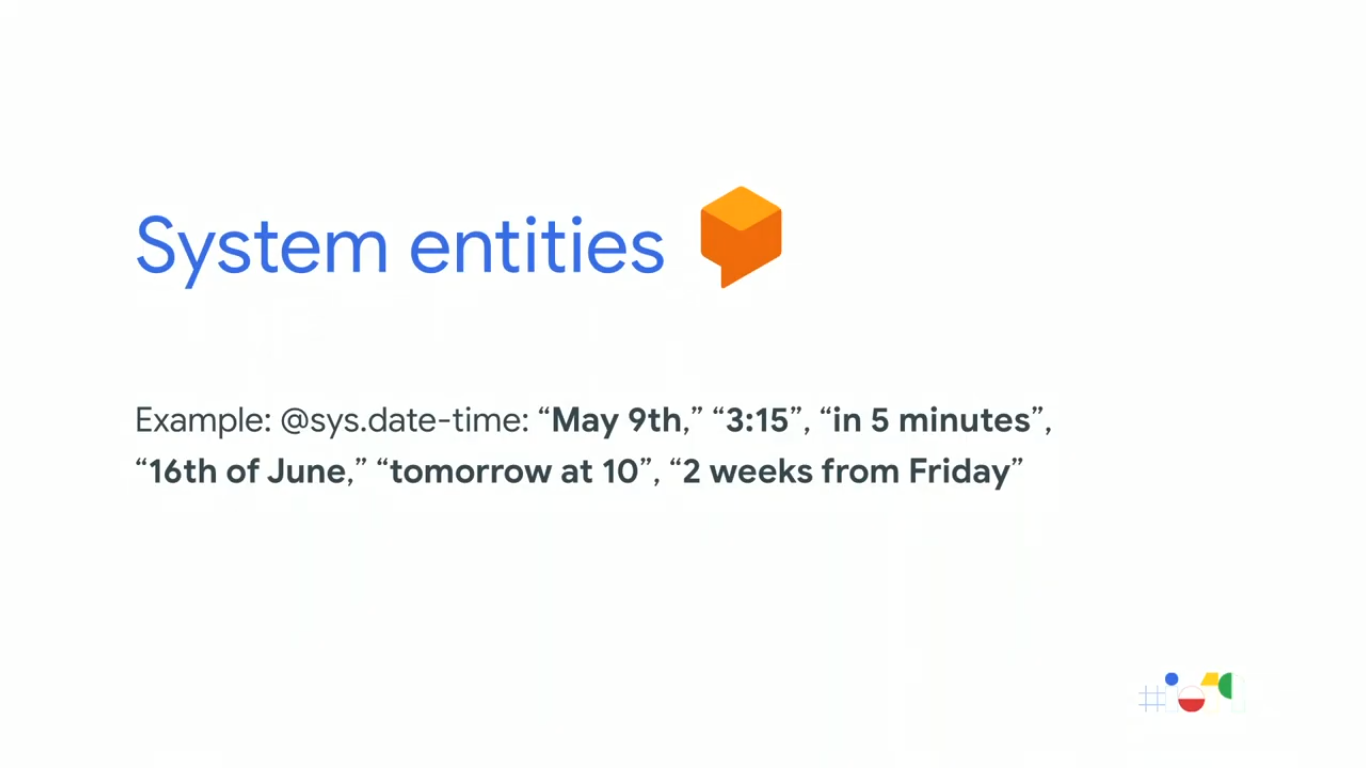 System entities
Example: @sys.date-time: “May 9th,” “3:15”, “in 5 minutes”,
“16th of June,” “tomorrow at 10”, “2 weeks from Friday”